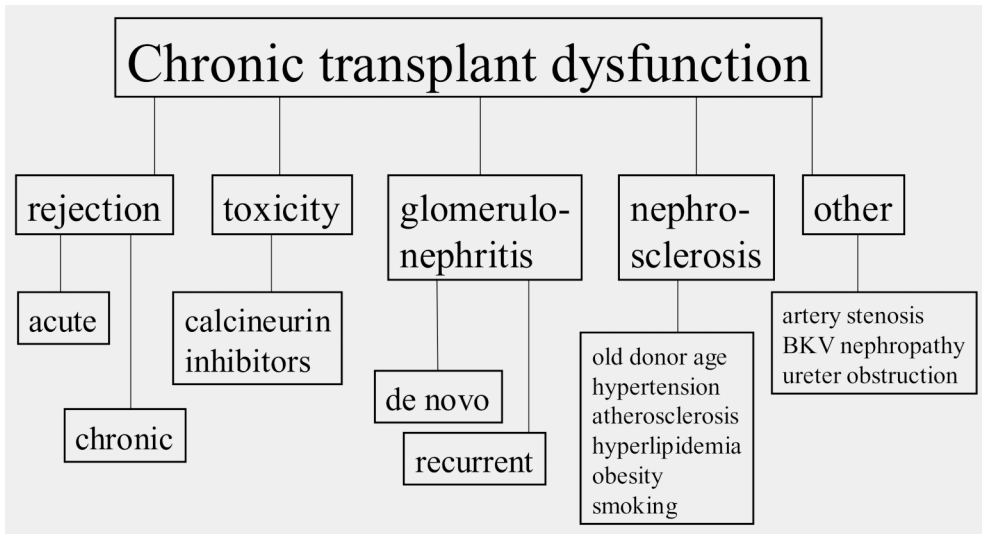 Chronic transplant dysfunction
rejection
toxicity
glomerulo-
nephritis
nephro-
sclerosis
other
acute
chronic
calcineurin
inhibitors
de novo
recurrent
old donor age
hypertension
atherosclerosis
hyperlipidemia
obesity
smoking
artery stenosis
BKV nephropathy
ureter obstruction